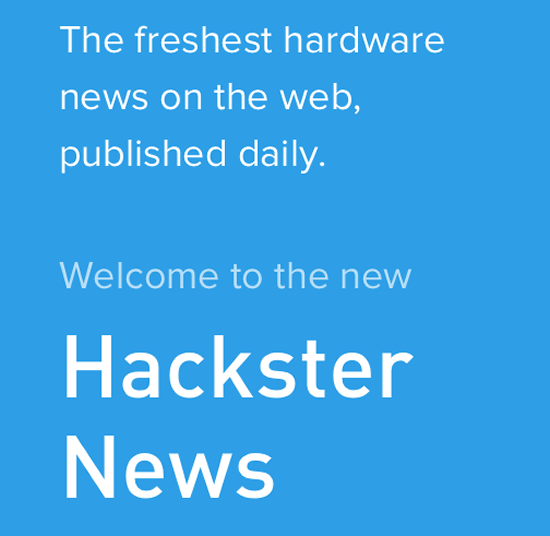 The freshest hardware
news on the web,
published daily.
Welcome to the new
Hackster
News